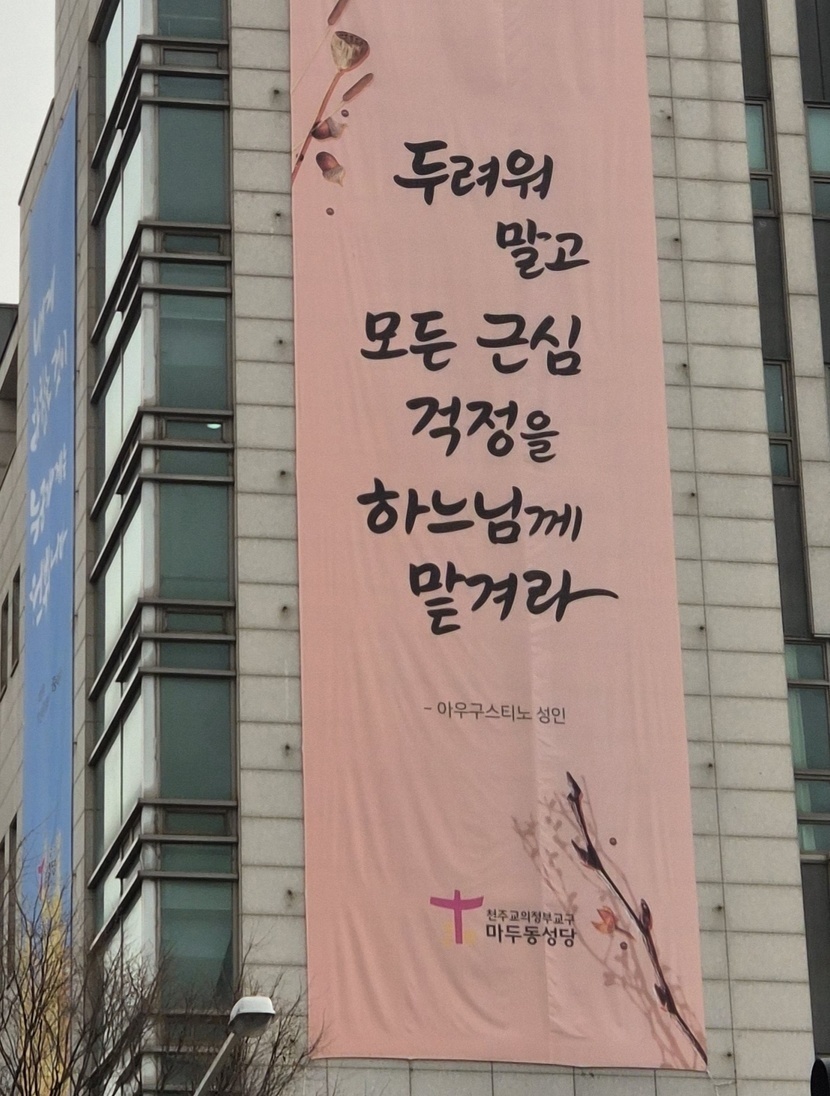 두려워
말고
모든 근심
걱정을
하느님께
맡겨라
- 아우구스티노 성인
천주교의정부교구
마두동성당
내게